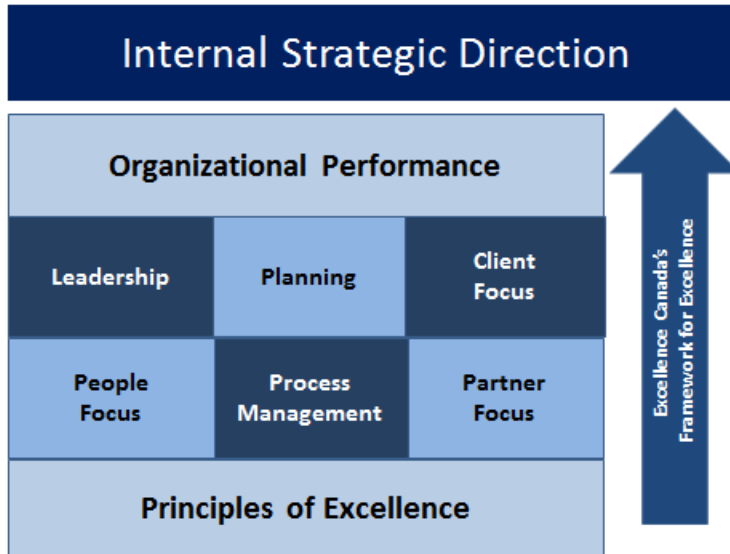 Internal Strategic Direction
Organizational Performance
Leadership
Planning
Client
Focus
People
Focus
Process
Management
Partner
Focus
Principles of Excellence
Excellence Canada's
Framework for Excellence